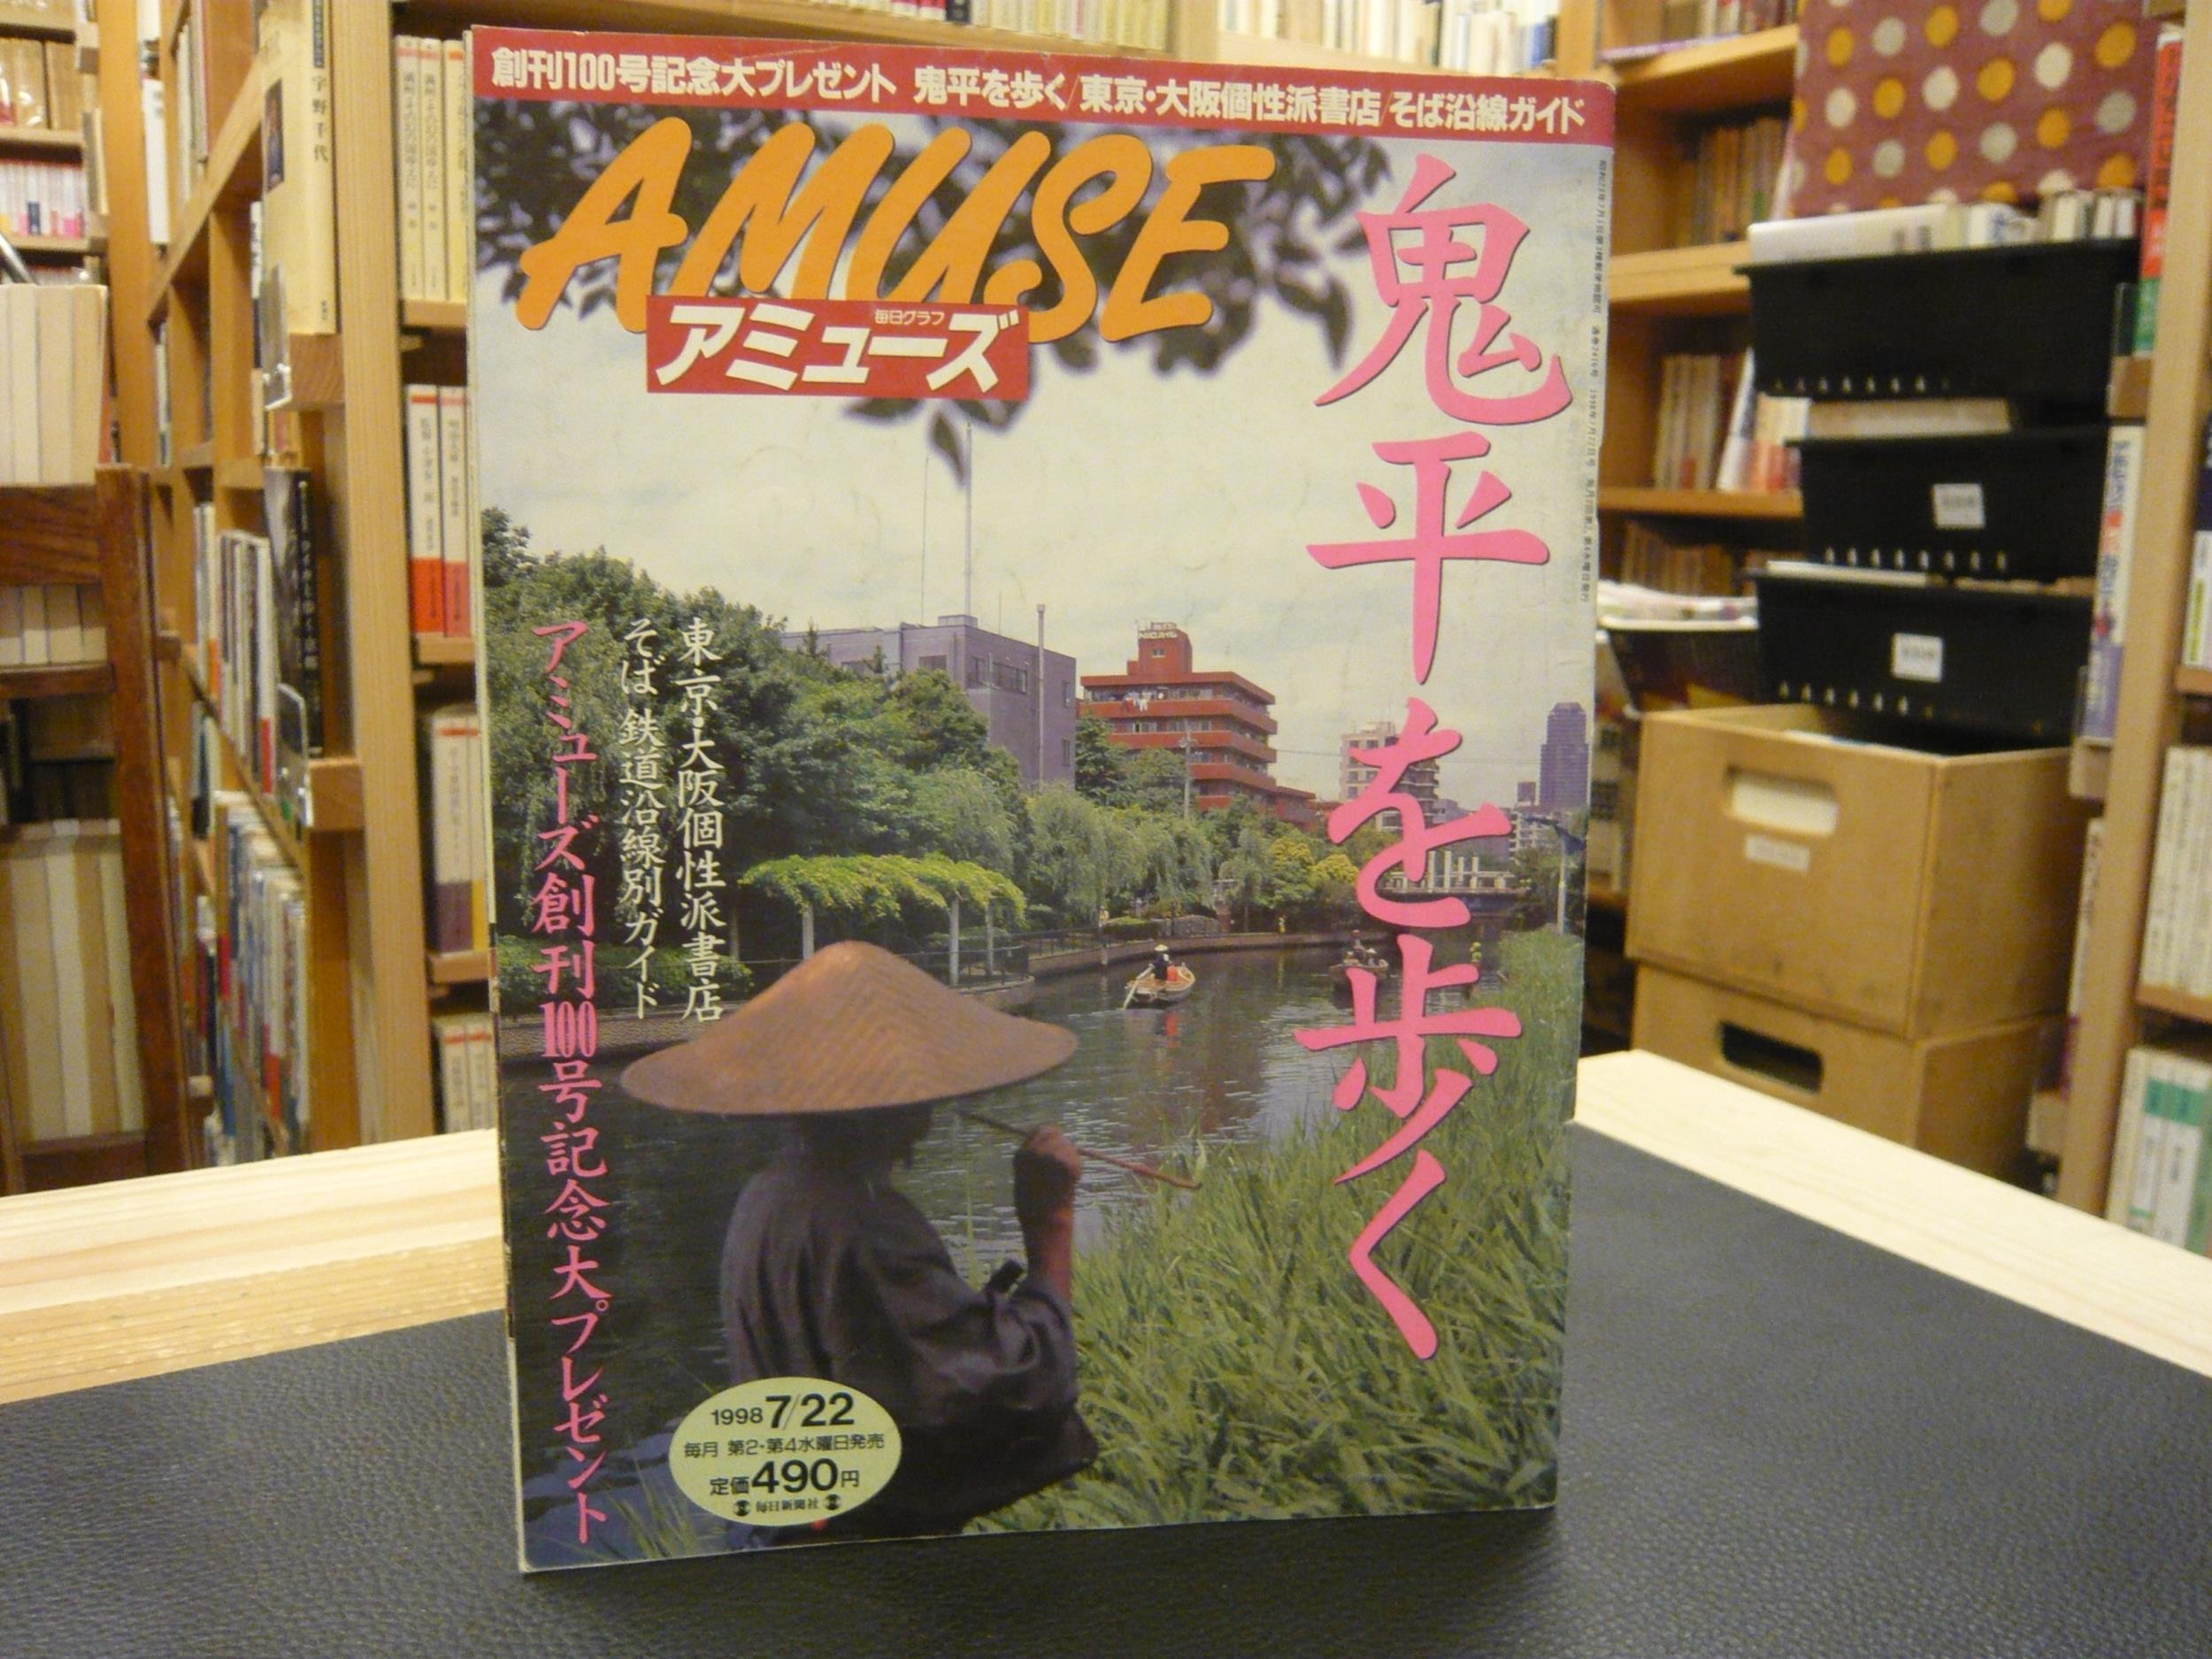 創刊100号記念大プレゼント 鬼平を歩く/東京・大阪個性派書店/そば沿線ガイド
AMUSE
毎日グラフ
アミューズ
鬼平を歩く
東京・大阪個性派書店
そば 鉄道沿線別ガイド
アミューズ創刊100号記念大プレゼント
1998 7/22
毎月 第2・第4水曜日発売
定価490円
毎日新聞社
宇野千代